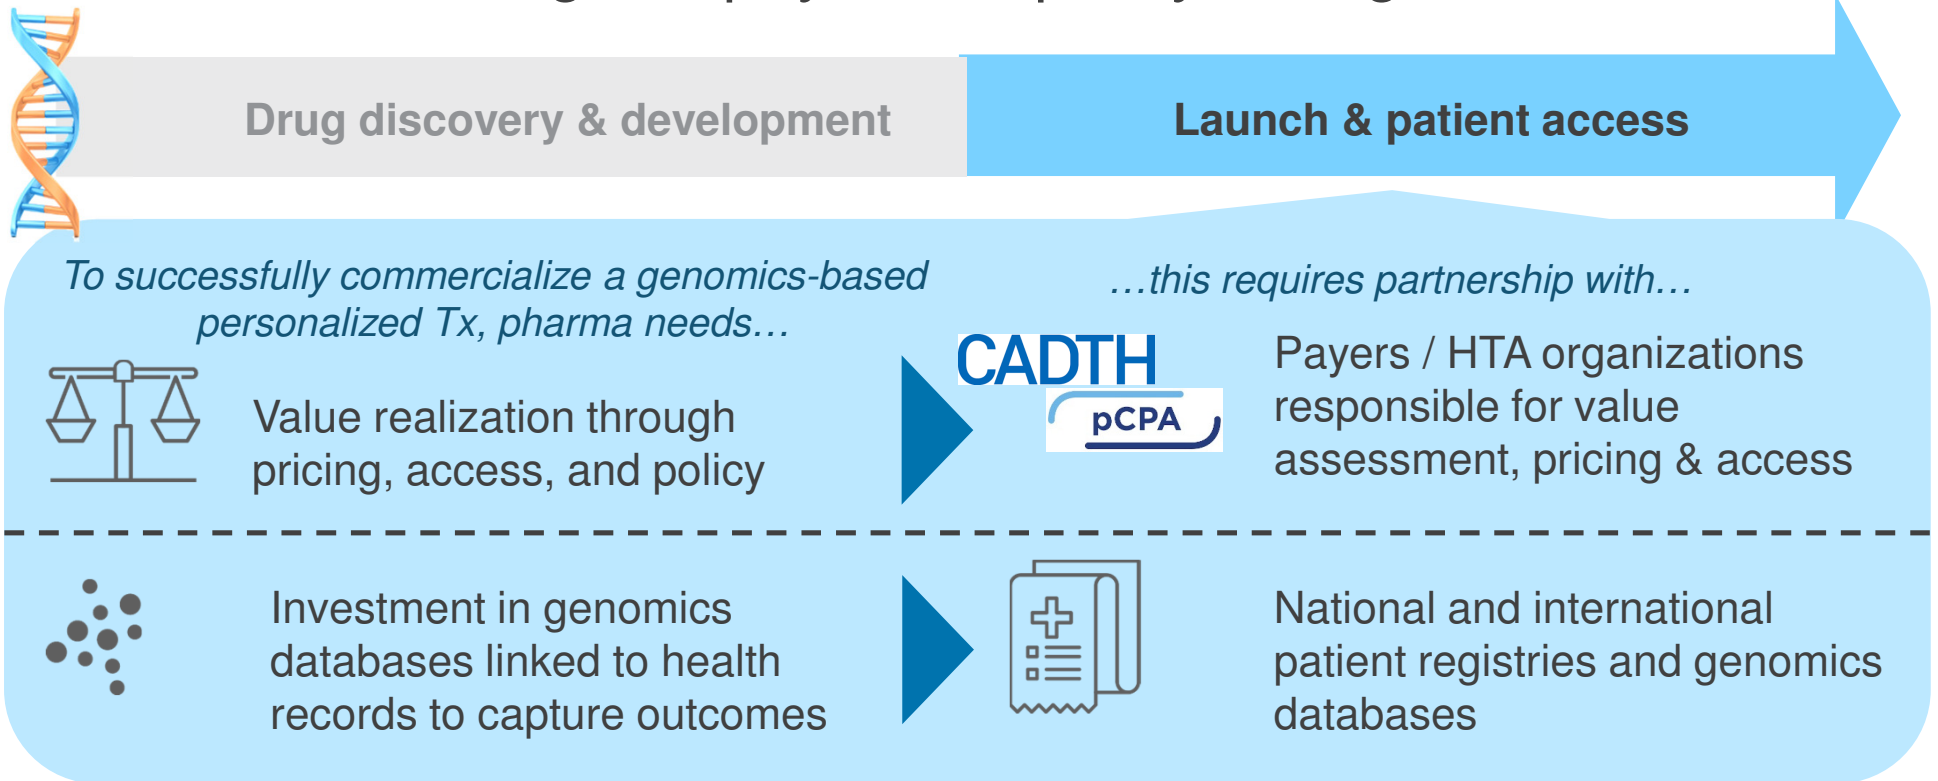 Drug discovery & development
Launch & patient access
To successfully commercialize a genomics-based
personalized Tx, pharma needs…
…this requires partnership with…
Value realization through
pricing, access, and policy
CADTH
pCPA
Payers / HTA organizations
responsible for value
assessment, pricing & access
Investment in genomics
databases linked to health
records to capture outcomes
National and international
patient registries and genomics
databases